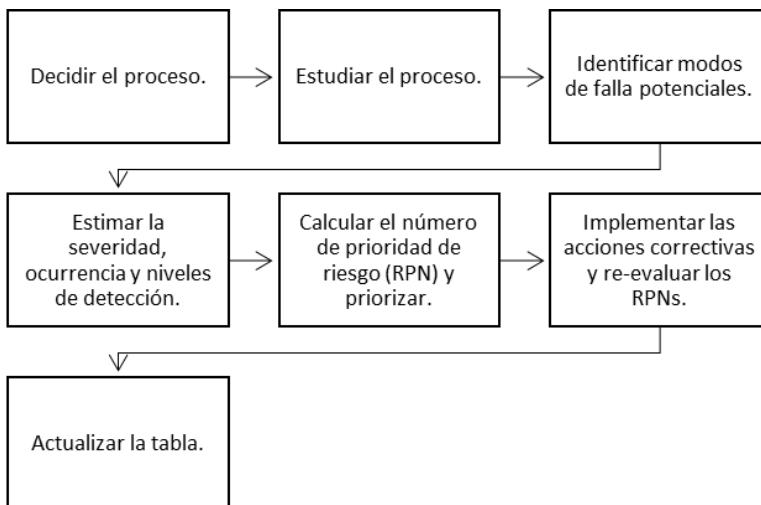 Decidir el proceso.
Estudiar el proceso.
Identificar modos
de falla potenciales.
Estimar la
severidad,
ocurrencia y niveles
de detección.
Calcular el número
de prioridad de
riesgo (RPN) y
priorizar.
Implementar las
acciones correctivas
y re-evaluar los
RPNs.
Actualizar la tabla.